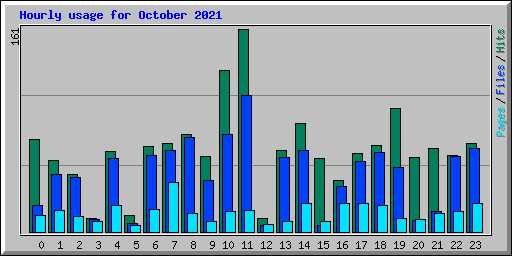 Hourly usage for October 2021
161
Pages/Files/Hits
0 1 2 3 4 5 6 7 8 9 10 11 12 13 14 15 16 17 18 19 20 21 22 23